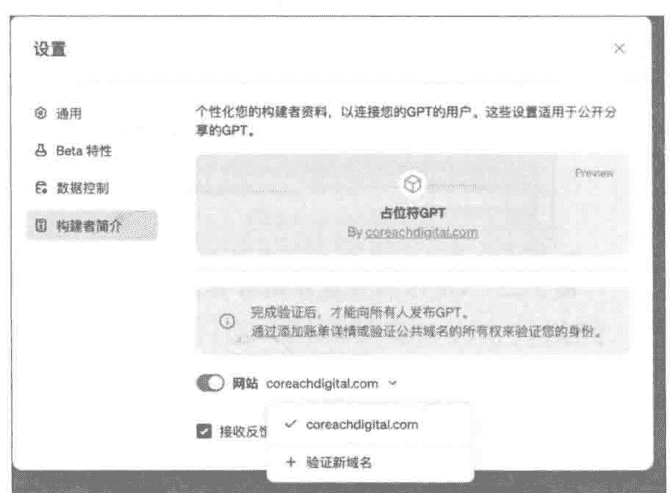 设置
通用
Beta 特性
数据控制
构建者简介
个性化您的构建者资料，以连接您的GPT的用户。这些设置适用于公开分
享的GPT。
Preview
占位符GPT
By coreachdigital.com
完成验证后，才能向所有人发布GPT。
通过添加账单详情或验证公共域名的所有权来验证您的身份。
网站 coreachdigital.com
接收反馈
coreachdigital.com
验证新域名